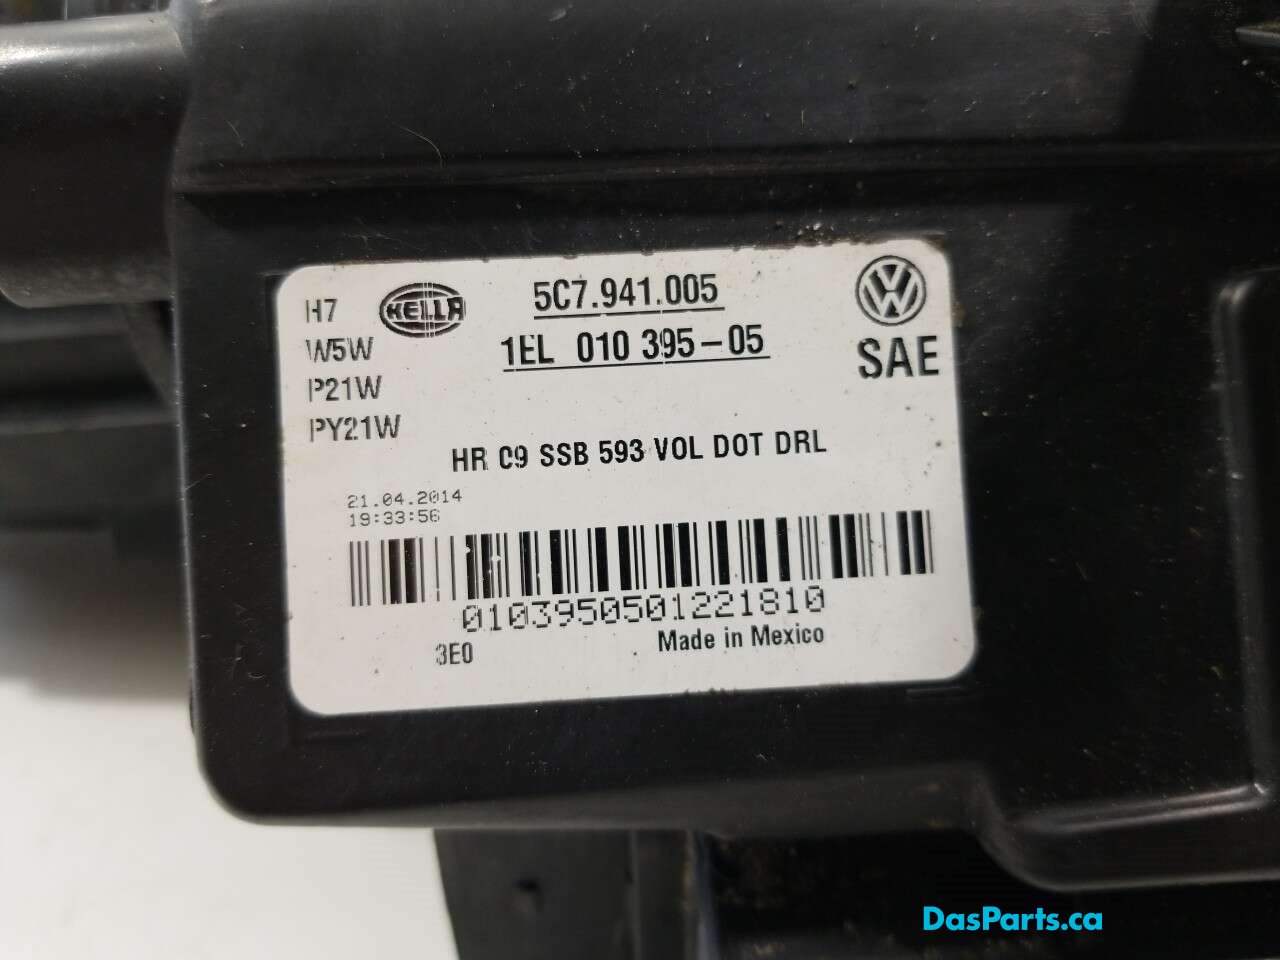 H7
HELLA
5C7.941.005
W5W
1EL 010 395-05
SAE
P21W
PY21W
HR C9 SSB 593 VOL DOT DRL
21.04.2014
19:33:56
0103950501221810
3E0
Made in Mexico
DasParts.ca